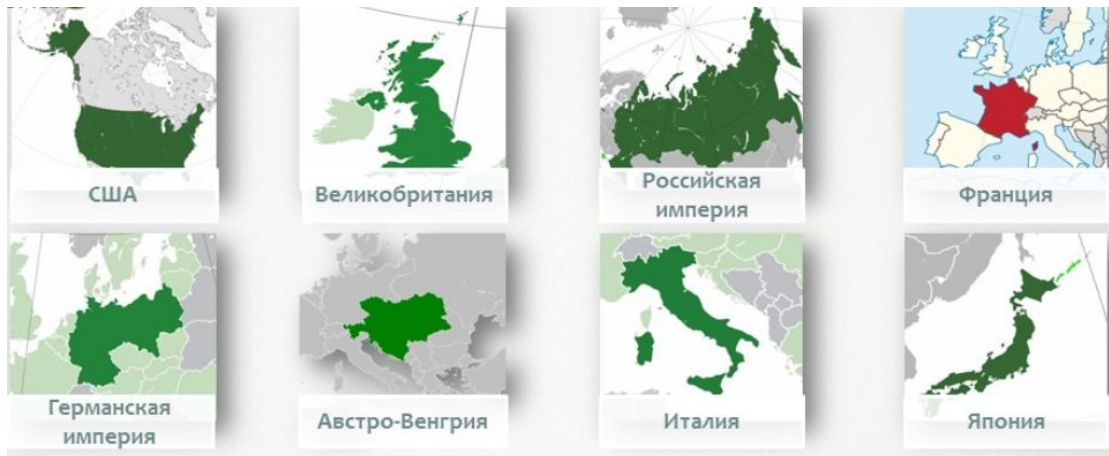 США
Великобритания
Российская
империя
Франция
Германская
империя
Австро-Венгрия
Италия
Япония